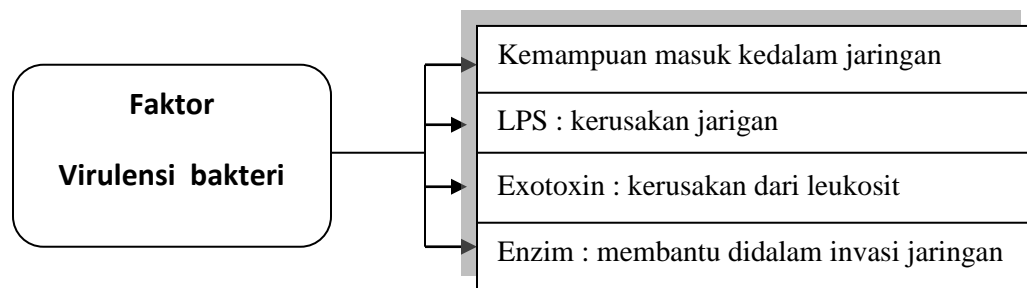 Faktor
Virulensi bakteri
Kemampuan masuk kedalam jaringan
LPS : kerusakan jarigan
Exotoxin : kerusakan dari leukosit
Enzim : membantu didalam invasi jaringan